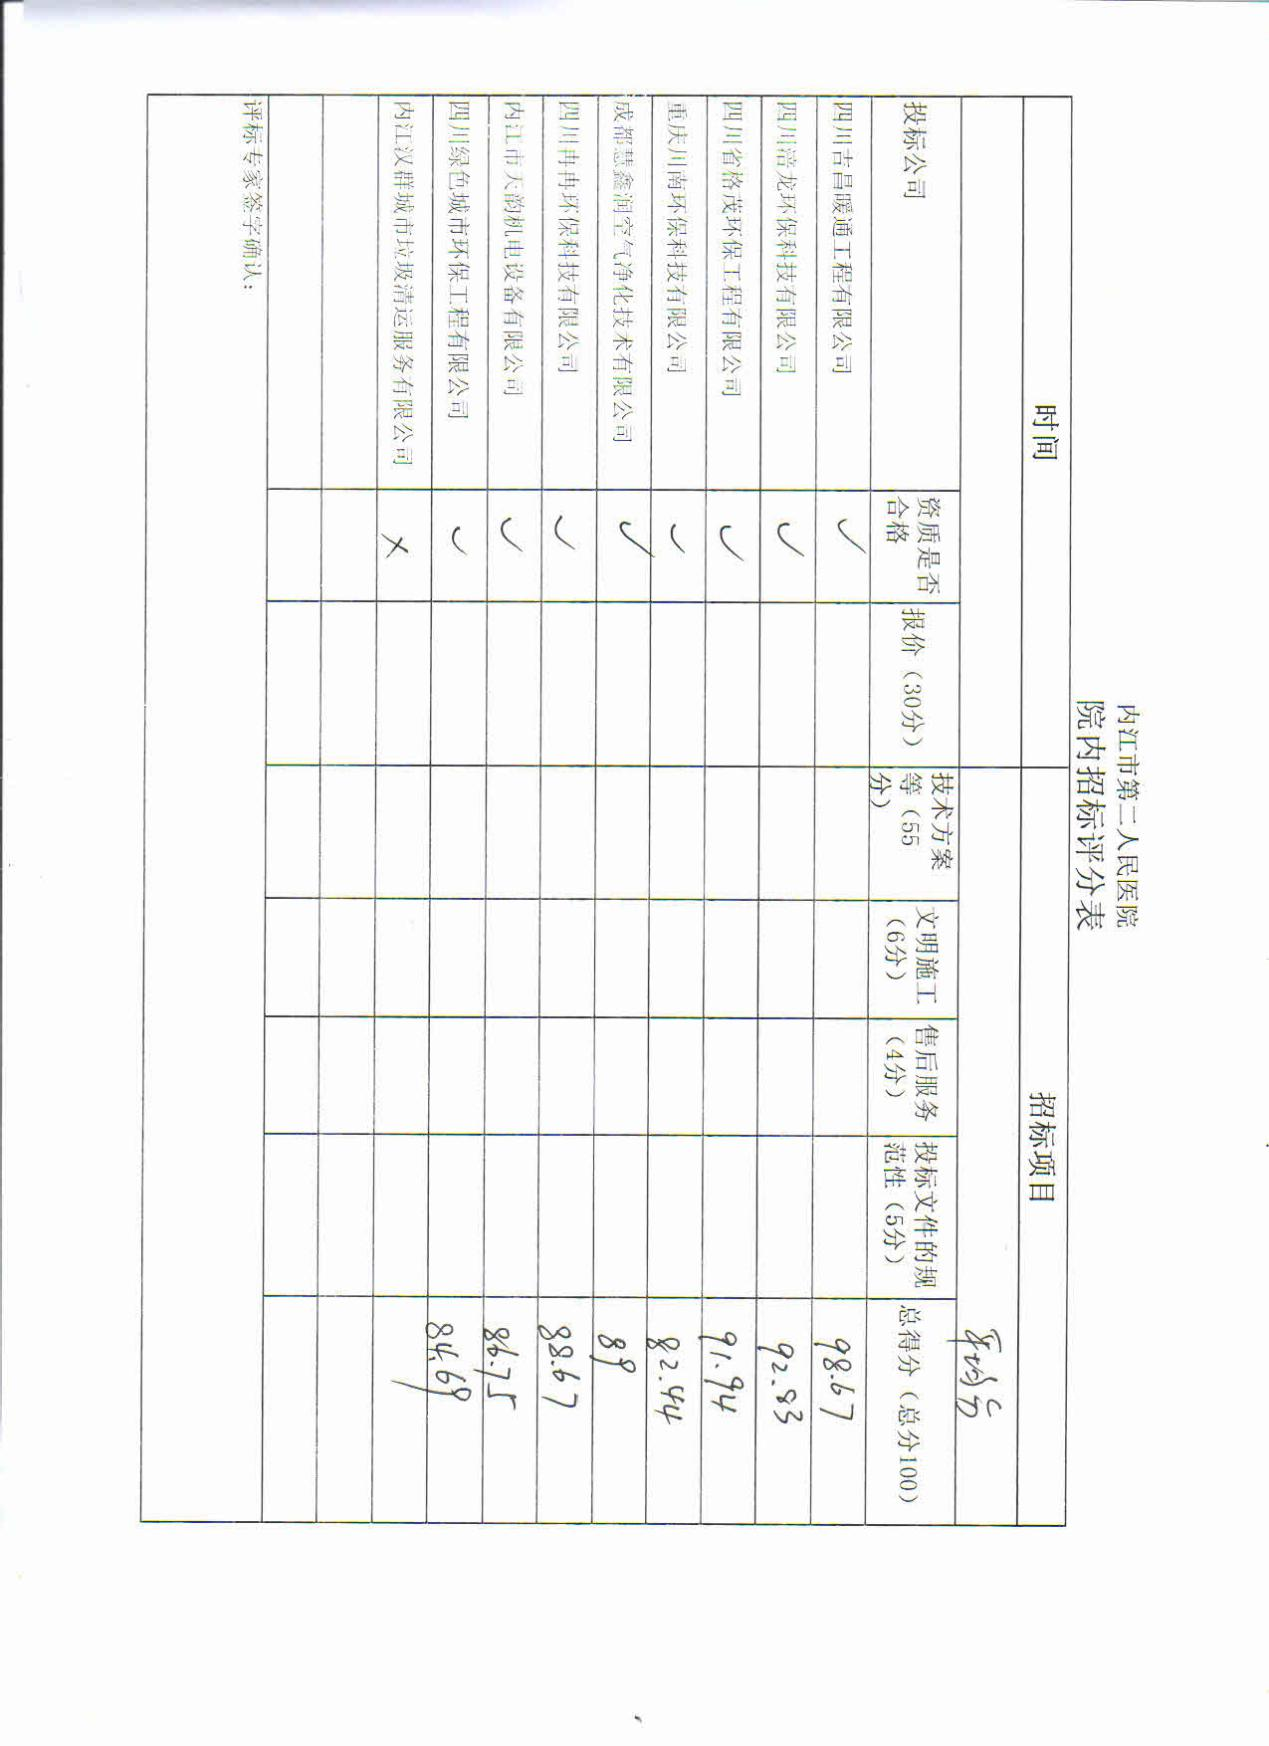 内江市第二人民医院
院内招标评分表
时间 招标项目
平均分
投标公司 资质是否合格 报价（30分） 技术方案等（55分） 文明施工（6分） 售后服务（4分） 投标文件的规范性（5分） 总得分（总分100）
四川吉昌暖通工程有限公司 ✓ 98.67
四川涪龙环保科技有限公司 ✓ 92.83
四川省格茂环保工程有限公司 ✓ 91.94
重庆川南环保科技有限公司 ✓ 82.44
成都慧鑫润空气净化技术有限公司 ✓ 89
四川冉冉环保科技有限公司 ✓ 88.67
内江市天韵机电设备有限公司 ✓ 86.75
四川绿色城市环保工程有限公司 ✓ 84.69
内江汉群城市垃圾清运服务有限公司 × /
评标专家签字确认：